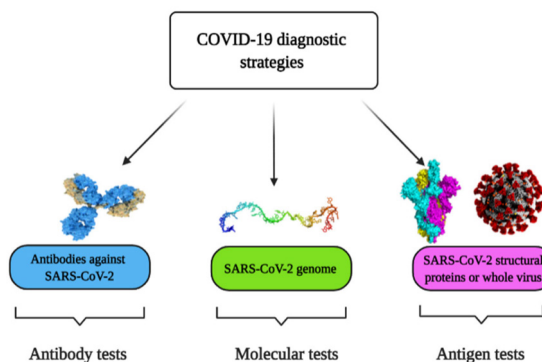 COVID-19 diagnostic
strategies
Antibodies against
SARS-CoV-2
SARS-CoV-2 genome
SARS-CoV-2 structural
proteins or whole virus
Antibody tests
Molecular tests
Antigen tests